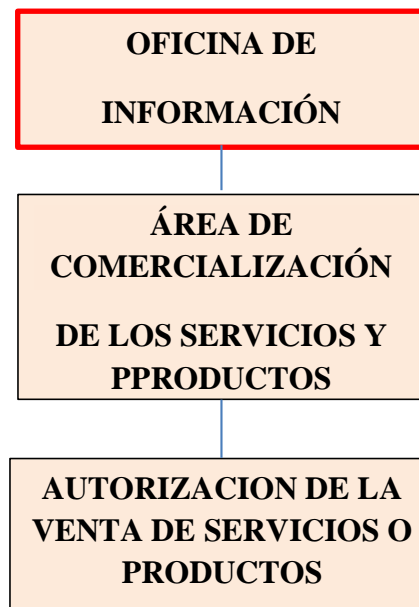 OFICINA DE
INFORMACIÓN
ÁREA DE
COMERCIALIZACIÓN
DE LOS SERVICIOS Y
PPRODUCTOS
AUTORIZACION DE LA
VENTA DE SERVICIOS O
PRODUCTOS